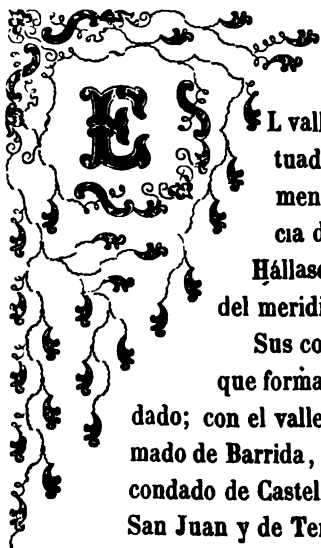 EL vall
tuad
men
cia d
Hállase
del meridi
Sus co
que forma
dado; con el valle
mado de Barrida,
condado de Castel
San Juan y de Ter